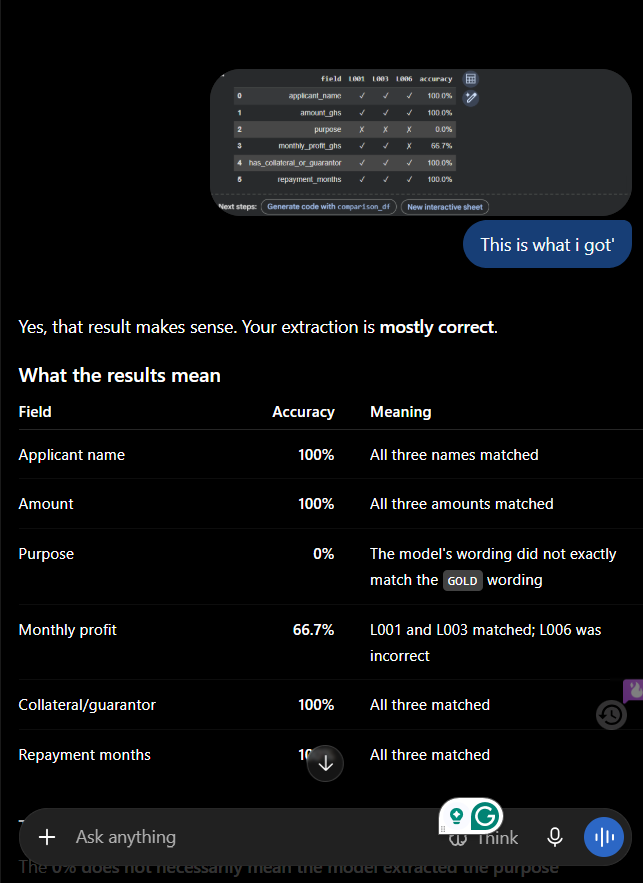 field L001 L003 L006 accuracy
0 applicant_name ✓ ✓ ✓ 100.0%
1 amount_ghs ✓ ✓ ✓ 100.0%
2 purpose ✗ ✗ ✗ 0.0%
3 monthly_profit_ghs ✓ ✓ ✗ 66.7%
4 has_collateral_or_guarantor ✓ ✓ ✓ 100.0%
5 repayment_months ✓ ✓ ✓ 100.0%
Next steps: Generate code with comparison_df New interactive sheet
This is what i got'
Yes, that result makes sense. Your extraction is mostly correct.
What the results mean
Field Accuracy Meaning
Applicant name 100% All three names matched
Amount 100% All three amounts matched
Purpose 0% The model's wording did not exactly
match the GOLD wording
Monthly profit 66.7% L001 and L003 matched; L006 was
incorrect
Collateral/guarantor 100% All three matched
Repayment months 10 All three matched
Ask anything
Think
The 0% does not necessarily mean the model extracted the purpose